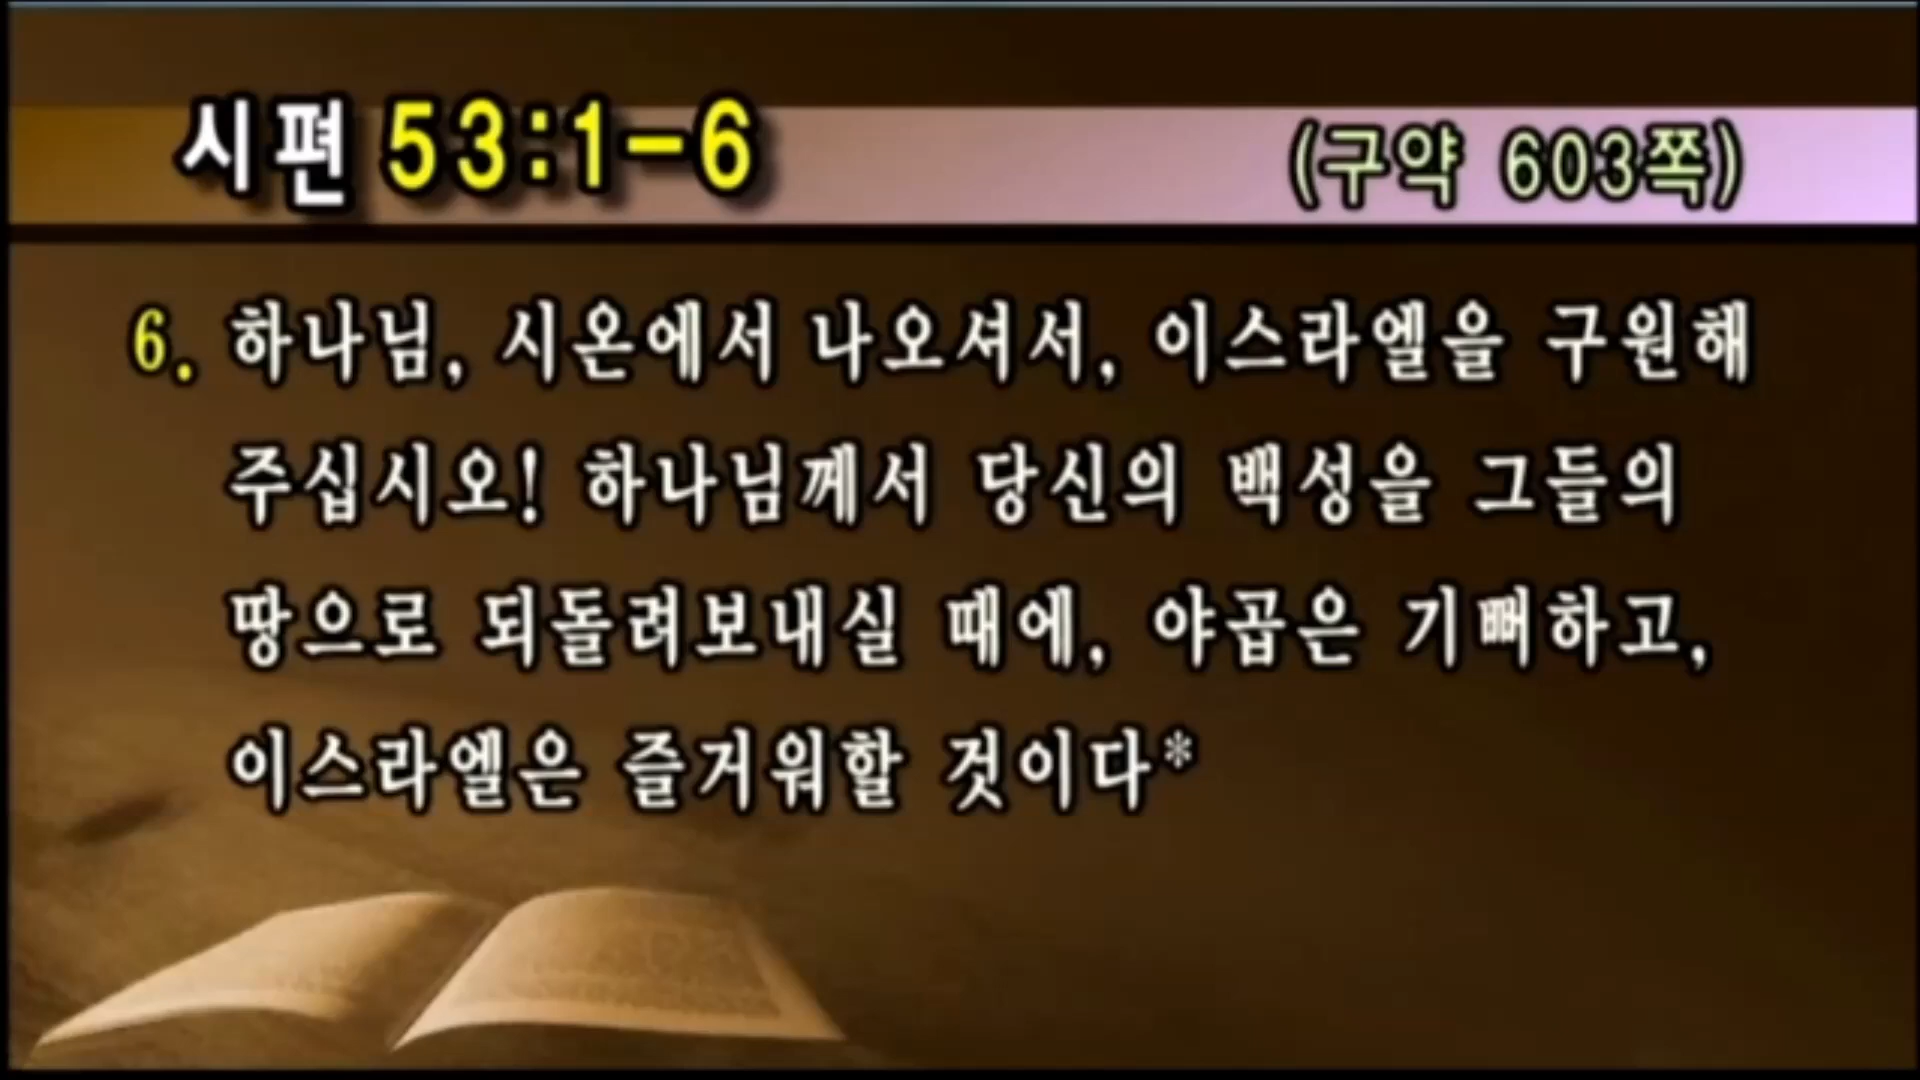 시편 53:1-6 (구약 603쪽)
6. 하나님, 시온에서 나오셔서, 이스라엘을 구원해
주십시오! 하나님께서 당신의 백성을 그들의
땅으로 되돌려보내실 때에, 야곱은 기뻐하고,
이스라엘은 즐거워할 것이다*